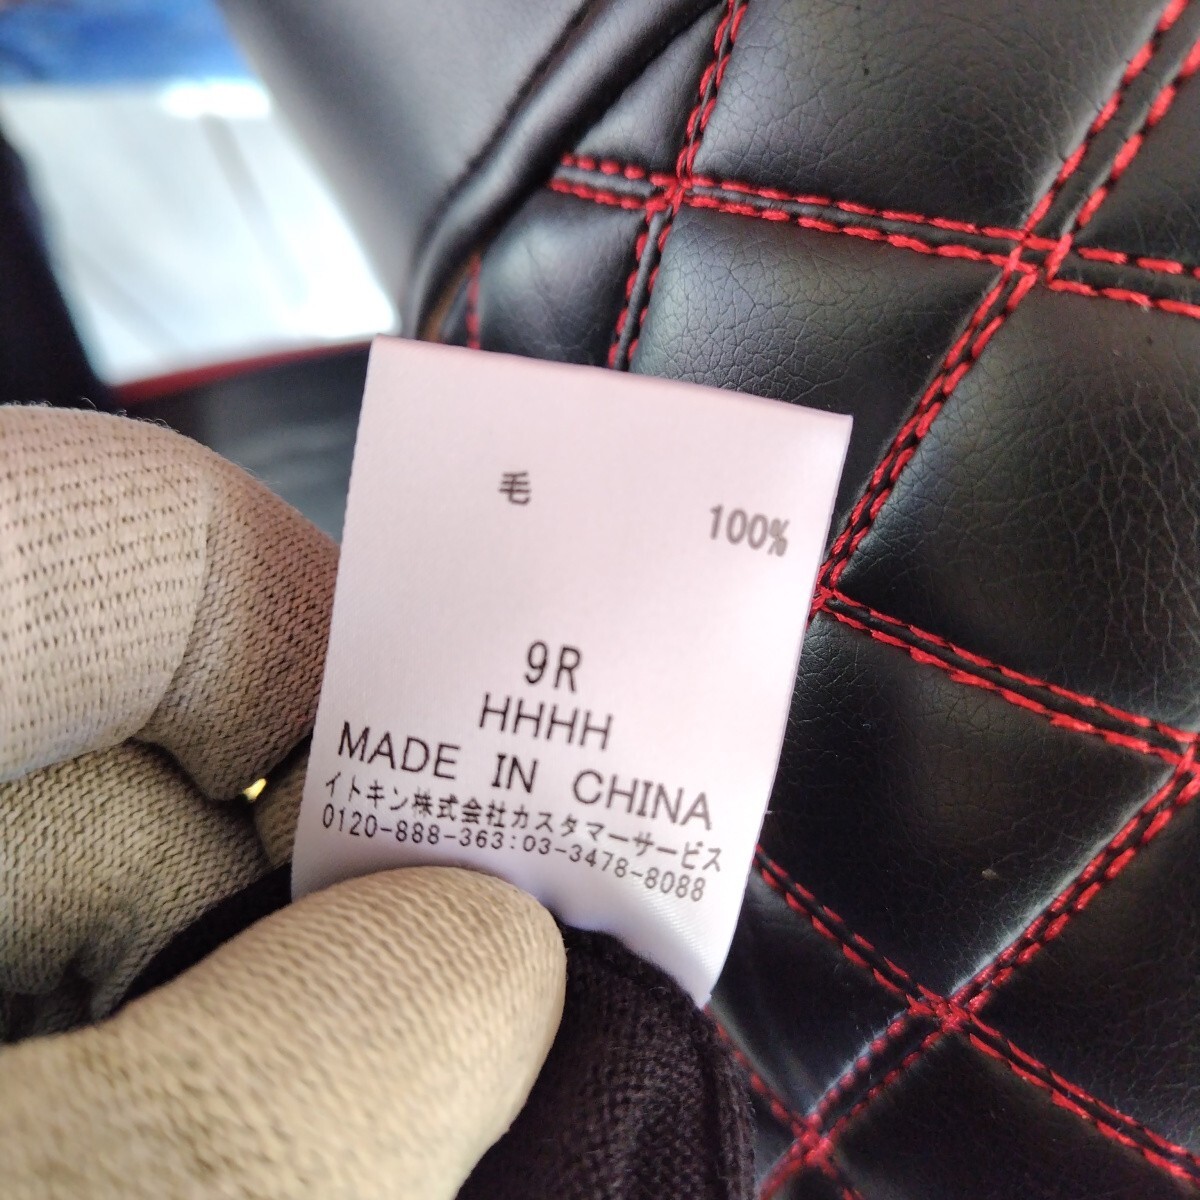 毛 100%
9R
HHHH
MADE IN CHINA
イトキン株式会社カスタマーサービス
0120-888-363:03-3478-8088